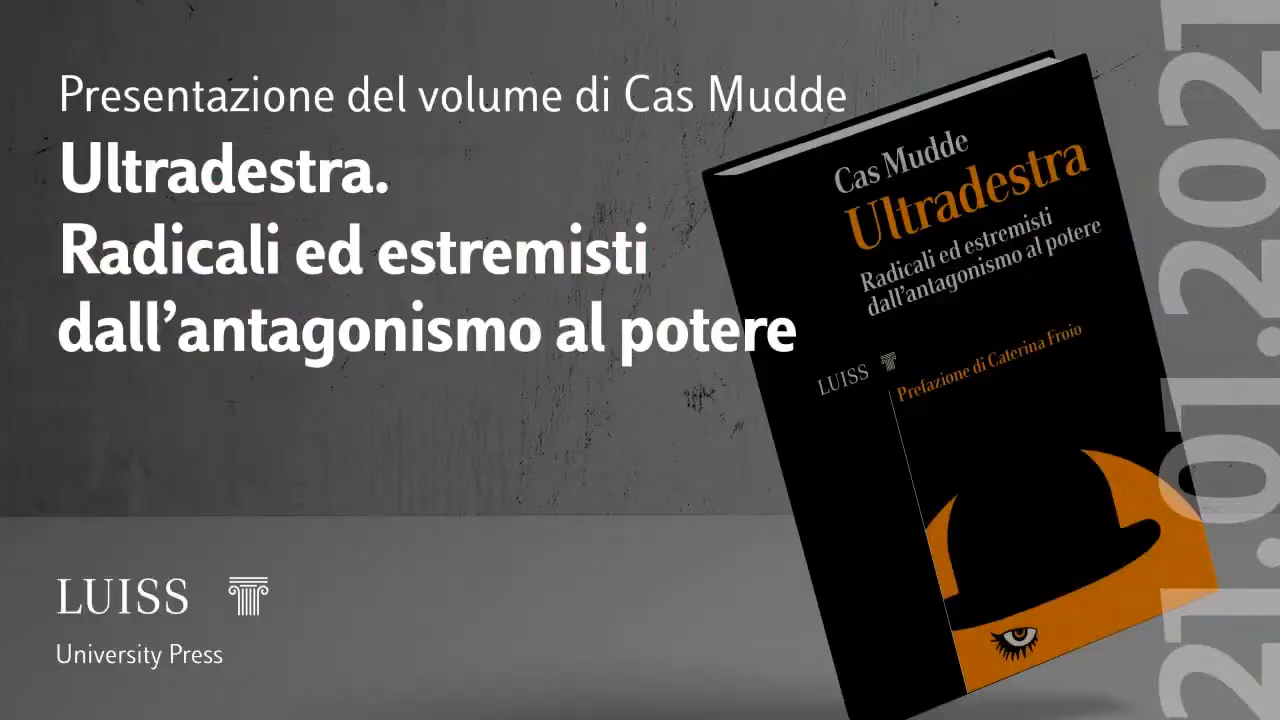 Presentazione del volume di Cas Mudde
Ultradestra.
Radicali ed estremisti
dall'antagonismo al potere
LUISS
University Press
Cas Mudde
Ultradestra
Radicali ed estremisti
dall'antagonismo al potere
LUISS
Prefazione di Caterina Froio
21.01.2021